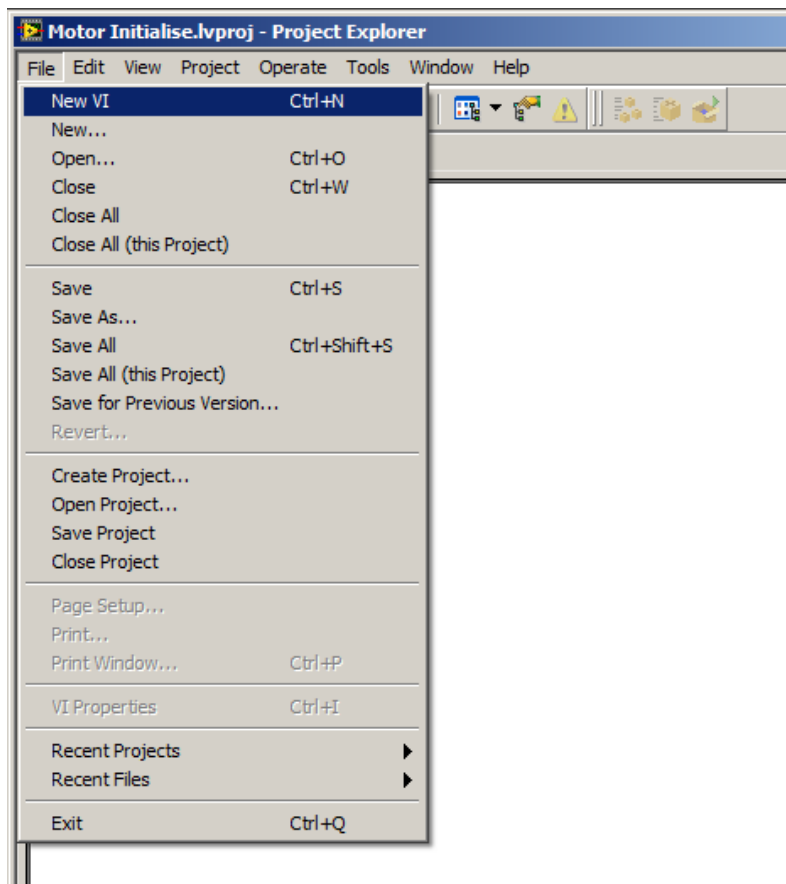 Motor Initialise.lvproj - Project Explorer
File Edit View Project Operate Tools Window Help
New VI Ctrl+N
New...
Open... Ctrl+O
Close Ctrl+W
Close All
Close All (this Project)
Save Ctrl+S
Save As...
Save All Ctrl+Shift+S
Save All (this Project)
Save for Previous Version...
Revert...
Create Project...
Open Project...
Save Project
Close Project
Page Setup...
Print...
Print Window... Ctrl+P
VI Properties Ctrl+I
Recent Projects
Recent Files
Exit Ctrl+Q